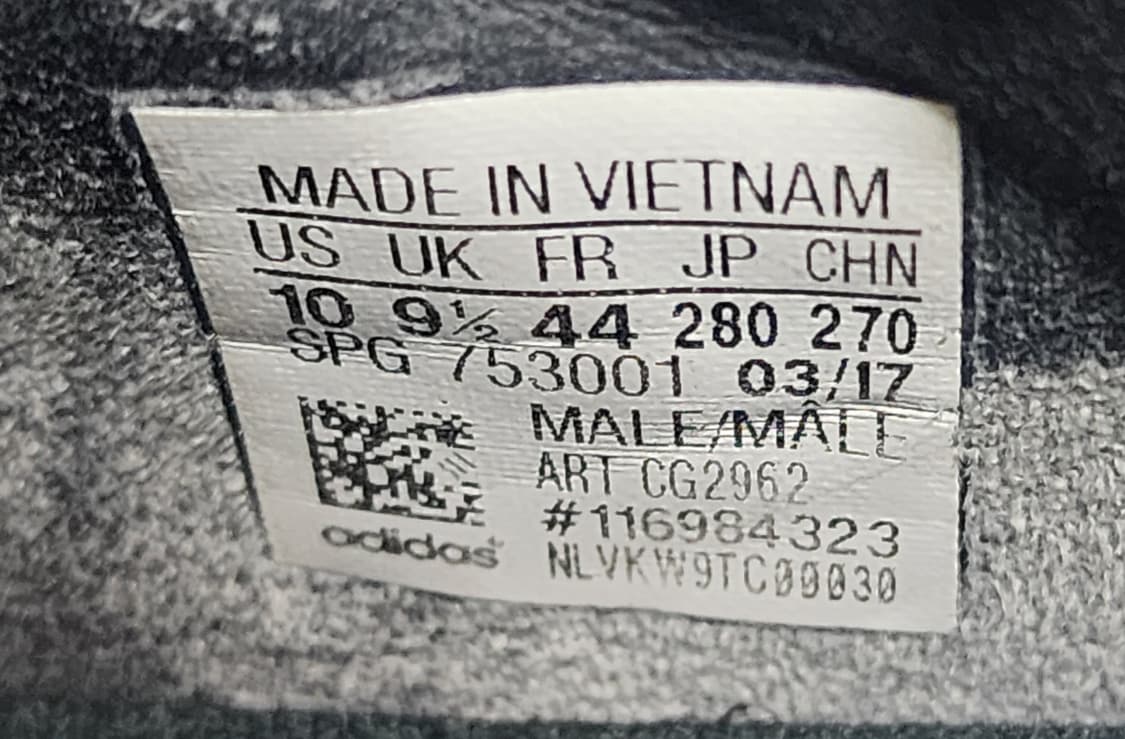 MADE IN VIETNAM
US UK FR JP CHN
10 9½ 44 280 270
SPG 753001 03/17
MALE/MÂLE
ART CG2962
#116984323
NLVKW9TC00030
adidas